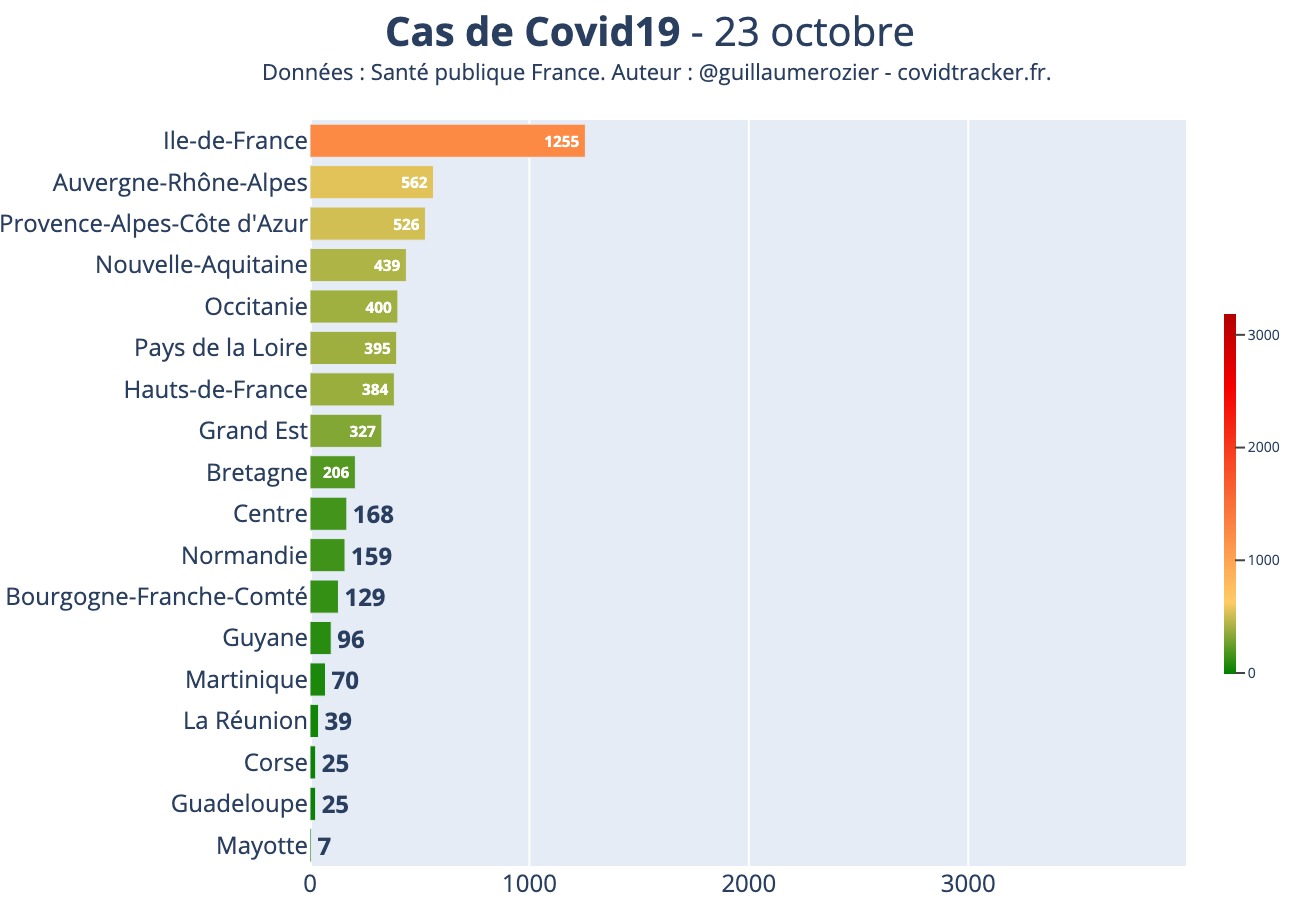 Cas de Covid19 - 23 octobre
Données : Santé publique France. Auteur : @guillaumerozier - covidtracker.fr.
Ile-de-France 1255
Auvergne-Rhône-Alpes 562
Provence-Alpes-Côte d'Azur 526
Nouvelle-Aquitaine 439
Occitanie 400
Pays de la Loire 395
Hauts-de-France 384
Grand Est 327
Bretagne 206
Centre 168
Normandie 159
Bourgogne-Franche-Comté 129
Guyane 96
Martinique 70
La Réunion 39
Corse 25
Guadeloupe 25
Mayotte 7
0 1000 2000 3000
3000
2000
1000
0